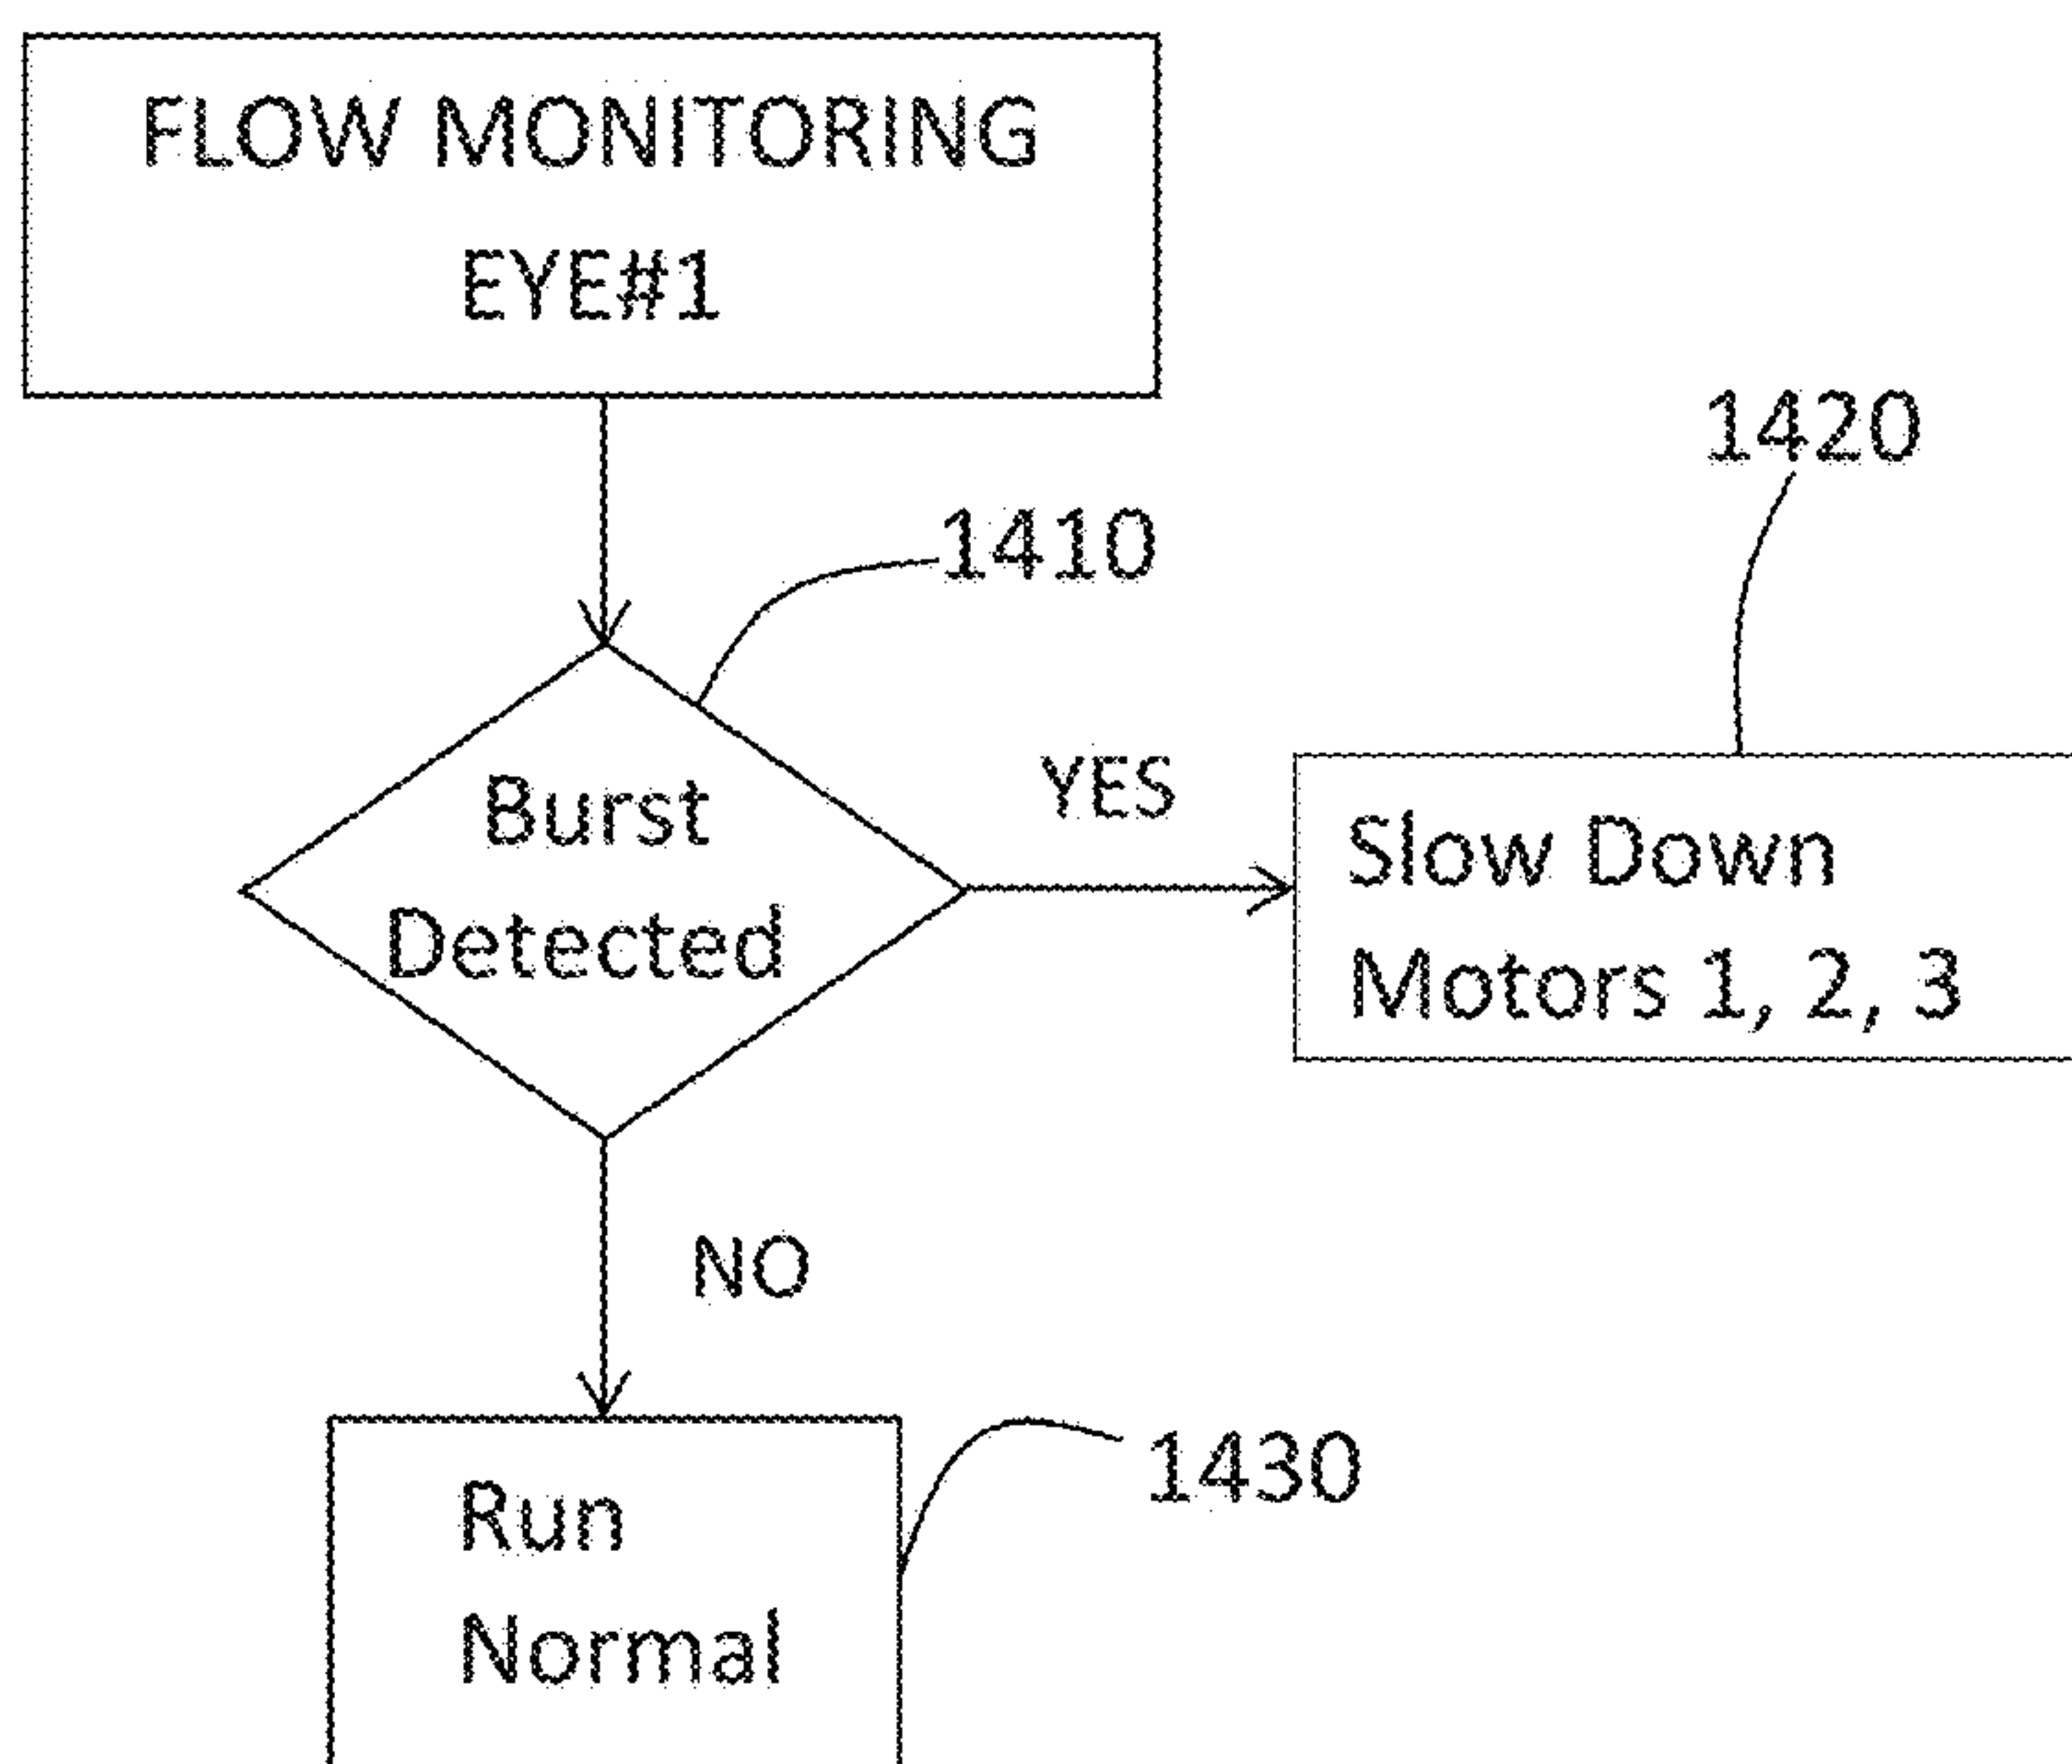 FLOW MONITORING
EYE#1
1420
1410
Burst
Detected
YES
Slow Down
Motors 1, 2, 3
NO
1430
Run
Normal